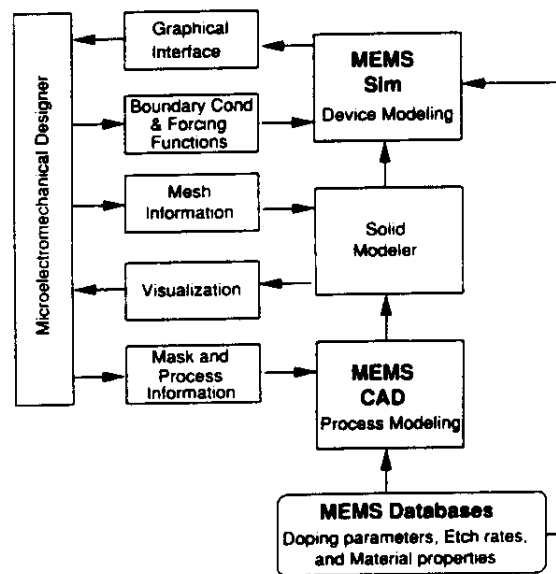 Microelectromechanical Designer
Graphical
Interface
MEMS
Sim
Device Modeling
Boundary Cond
& Forcing
Functions
Mesh
Information
Solid
Modeler
Visualization
Mask and
Process
Information
MEMS
CAD
Process Modeling
MEMS Databases
Doping parameters, Etch rates,
and Material properties